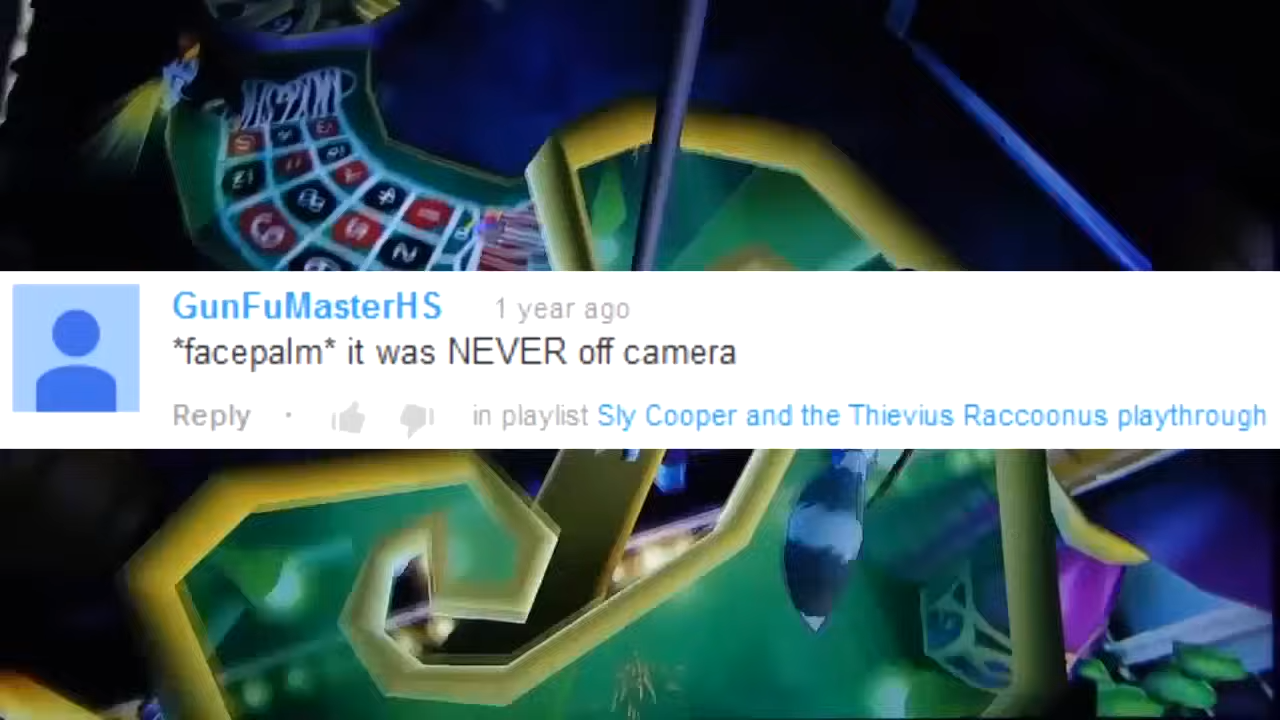 GunFuMasterHS 1 year ago
*facepalm* it was NEVER off camera
Reply · in playlist Sly Cooper and the Thievius Raccoonus playthrough